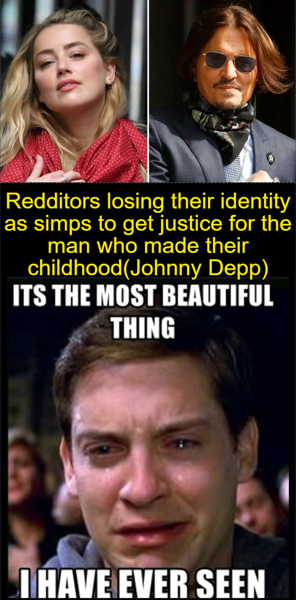 Redditors losing their identity
as simps to get justice for the
man who made their
childhood(Johnny Depp)
ITS THE MOST BEAUTIFUL
THING
I HAVE EVER SEEN